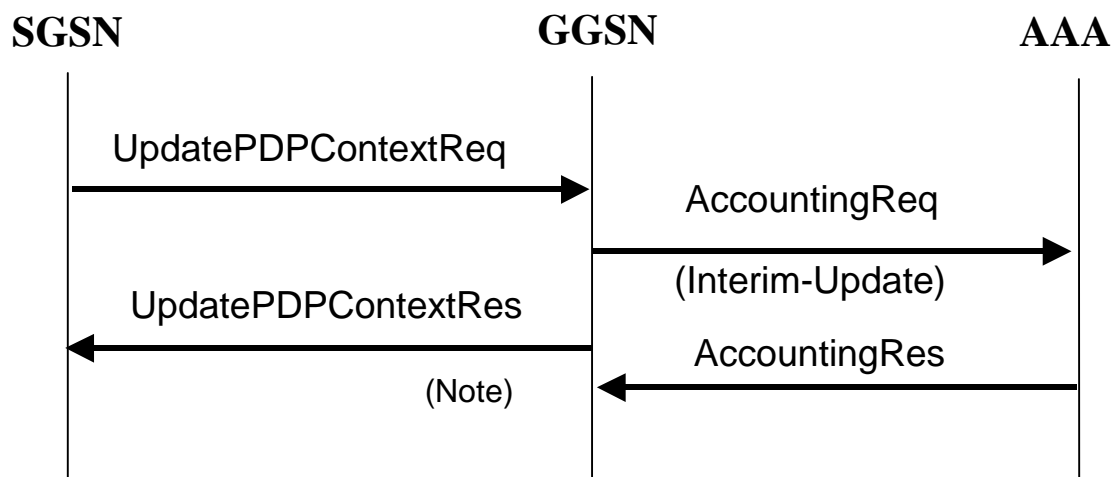 SGSN
GGSN
AAA
UpdatePDPContextReq
AccountingReq
(Interim-Update)
UpdatePDPContextRes
AccountingRes
(Note)